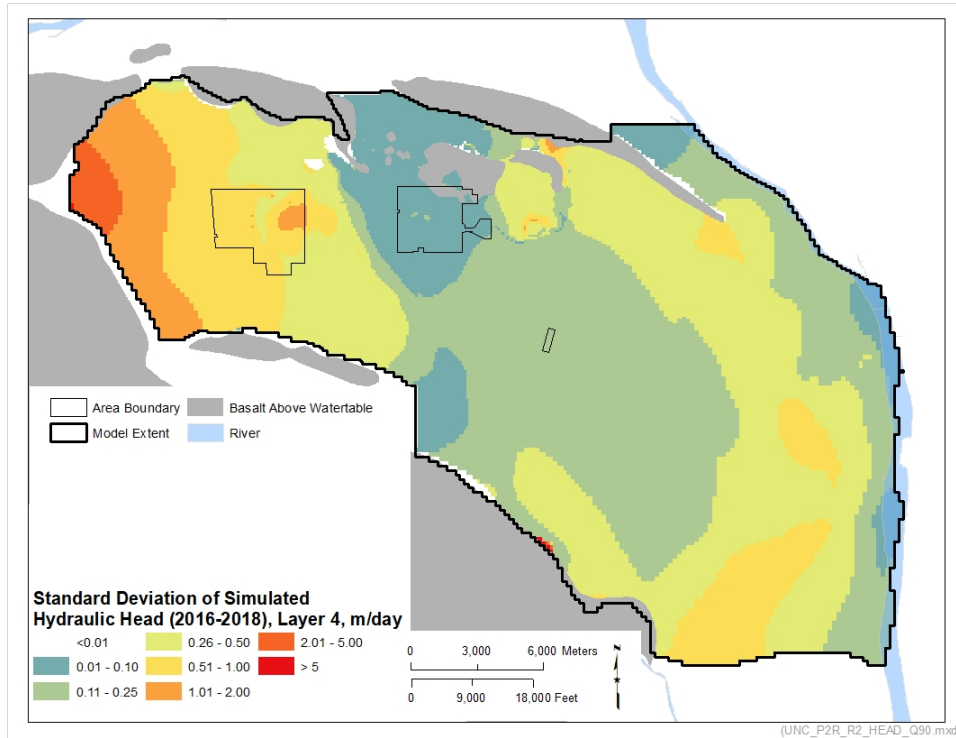 Area Boundary
Basalt Above Watertable
Model Extent
River
Standard Deviation of Simulated
Hydraulic Head (2016-2018), Layer 4, m/day
<0.01
0.26 - 0.50
2.01 - 5.00
0.01 - 0.10
0.51 - 1.00
> 5
0.11 - 0.25
1.01 - 2.00
0 3,000 6,000 Meters
0 9,000 18,000 Feet
N
(UNC_P2R_R2_HEAD_Q90.mxd